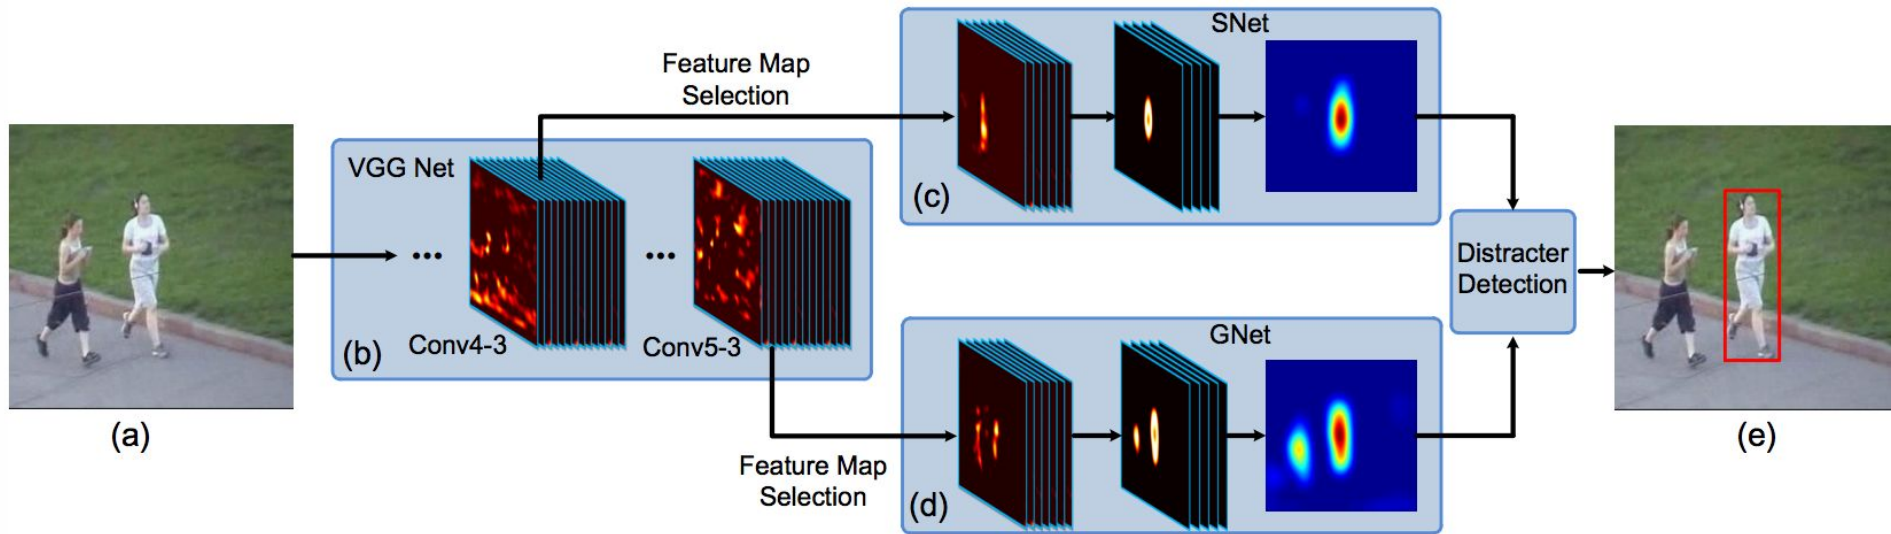 SNet
Feature Map
Selection
(c)
VGG Net
...
...
Conv4-3
Conv5-3
(b)
Distracter
Detection
GNet
Feature Map
Selection
(d)
(a)
(e)